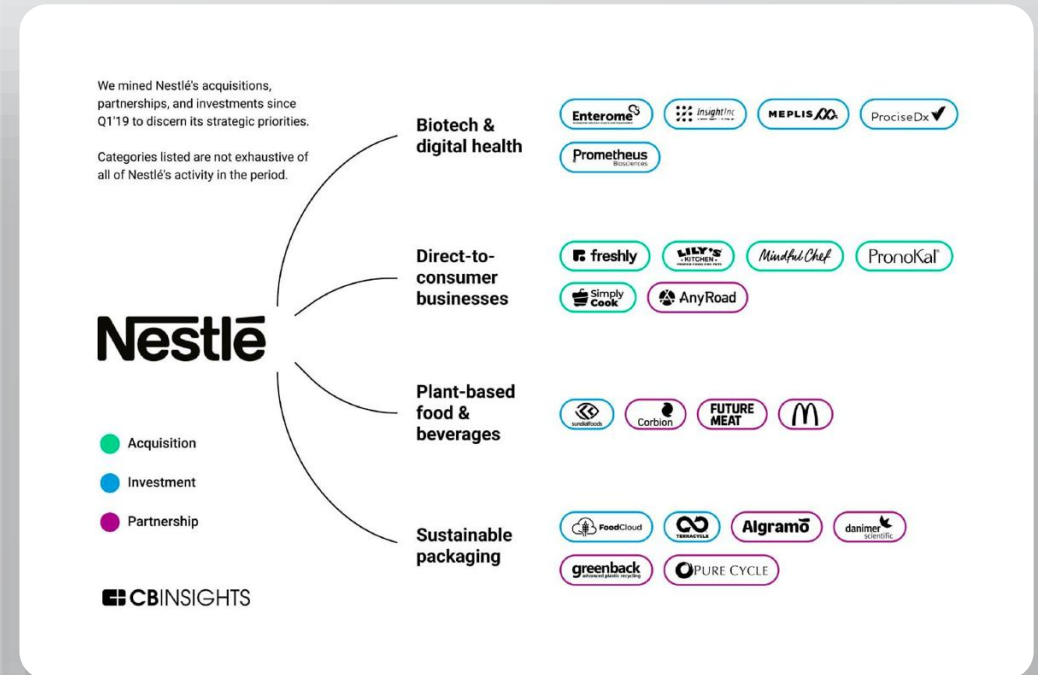 We mined Nestlé's acquisitions,
partnerships, and investments since
Q1'19 to discern its strategic priorities.
Categories listed are not exhaustive of
all of Nestlé's activity in the period.
Nestlé
Acquisition
Investment
Partnership
CBINSIGHTS
Biotech &
digital health
Enterome
insightinc
MEPLIS
ProciseDx
Prometheus
Biosciences
Direct-to-
consumer
businesses
freshly
LILY'S
KITCHEN
Mindful Chef
PronoKal
Simply
Cook
AnyRoad
Plant-based
food &
beverages
sundialfoods
Corbion
FUTURE
MEAT
Sustainable
packaging
FoodCloud
TERRACYCLE
Algramō
danimer
scientific
greenback
advanced plastic recycling
PURE CYCLE